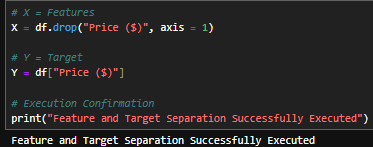 # X = Features
X = df.drop("Price ($)", axis = 1)
# Y = Target
Y = df["Price ($)"]
# Execution Confirmation
print("Feature and Target Separation Successfully Executed")
Feature and Target Separation Successfully Executed